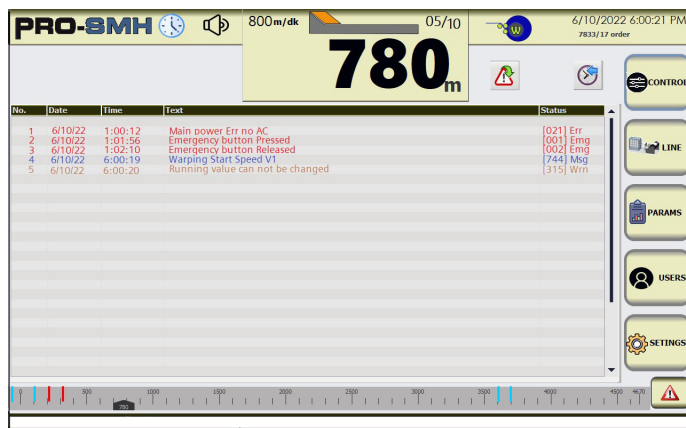 PRO-SMH
800 m/dk
05/10
6/10/2022 6:00:21 PM
7833/17 order
780 m
W
CONTROL
No. Date Time Text Status
1 6/10/22 1:00:12 Main power Err no AC [021] Err
2 6/10/22 1:01:56 Emergency button Pressed [001] Emg
3 6/10/22 1:02:10 Emergency button Released [002] Emg
4 6/10/22 6:00:19 Warping Start Speed V1 [744] Msg
5 6/10/22 6:00:20 Running value can not be changed [315] Wrn
LINE
PARAMS
USERS
SETINGS
0 500 1000 1500 2000 2500 3000 3500 4000 4500 4670
780